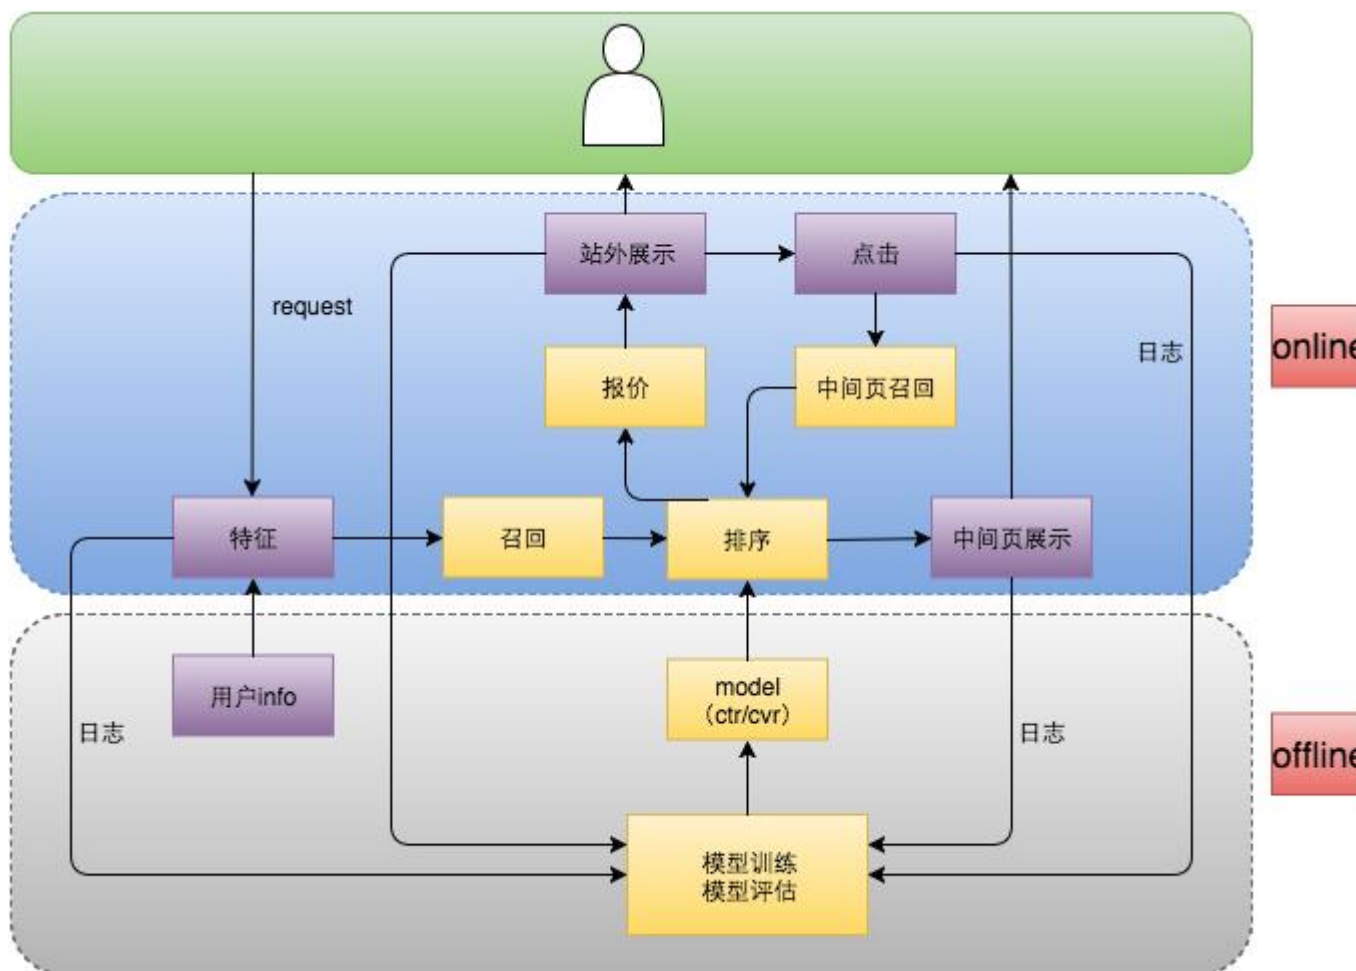 站外展示
点击
request
online
日志
报价
中间页召回
特征
召回
排序
中间页展示
用户info
model
（ctr/cvr）
日志
日志
offline
模型训练
模型评估